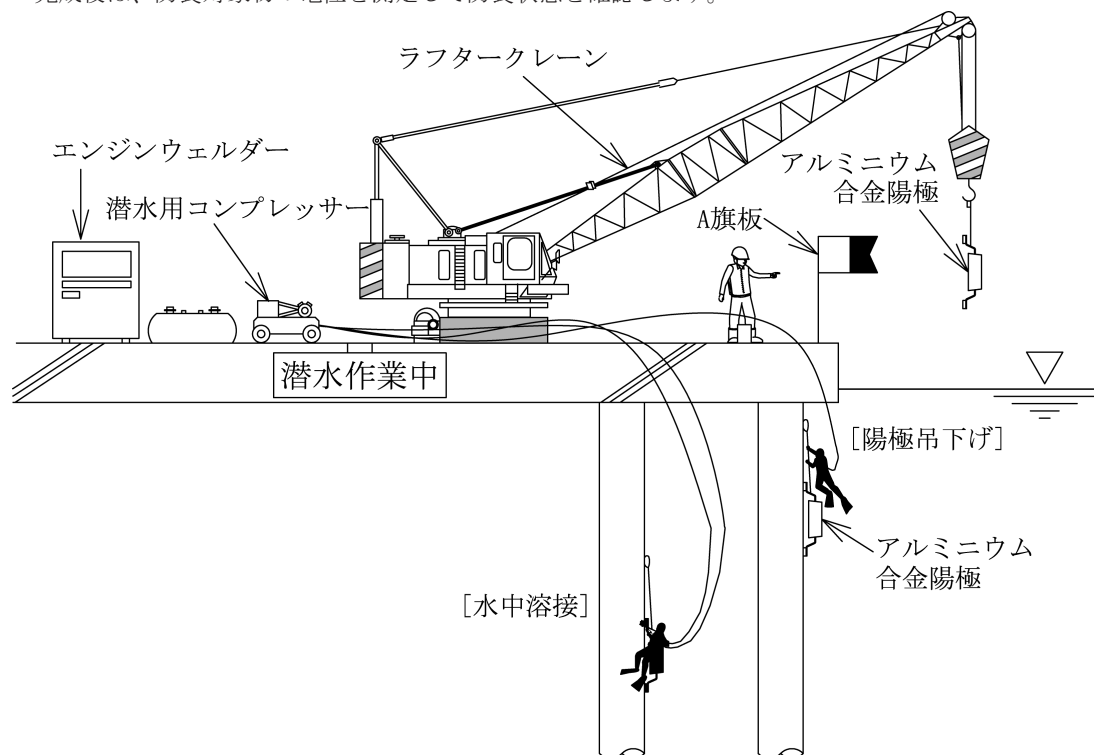 ラフタークレーン
エンジンウェルダー
潜水用コンプレッサー
アルミニウム
合金陽極
A旗板
潜水作業中
[陽極吊下げ]
アルミニウム
合金陽極
[水中溶接]